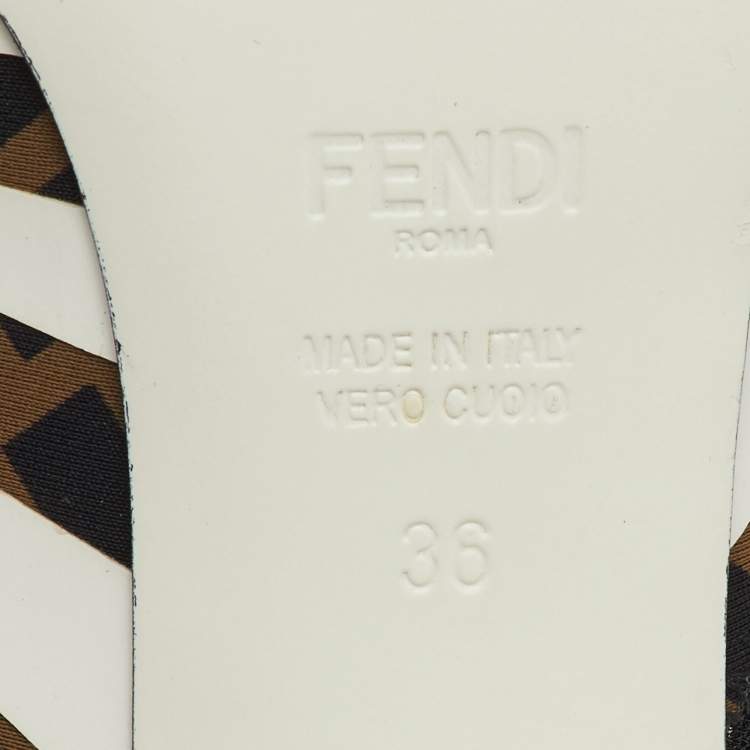 FENDI
ROMA
MADE IN ITALY
VERO CUOIO
36